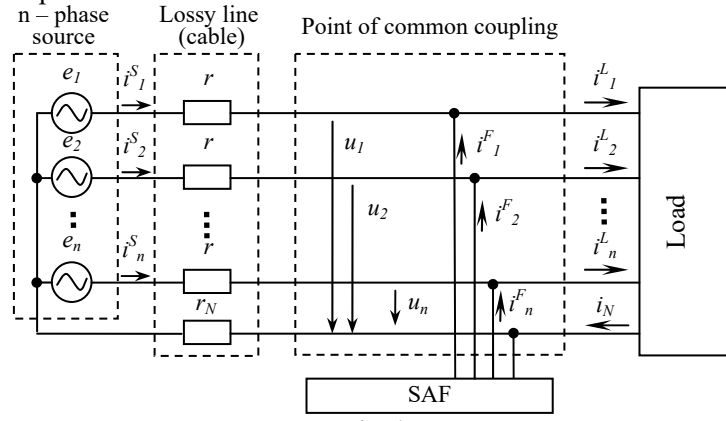 n – phase
source
Lossy line
(cable)
Point of common coupling
e1
iS1
r
iL1
e2
iS2
r
u1
iF1
iL2
u2
iF2
en
iSn
r
iLn
rN
un
iFn
iN
Load
SAF